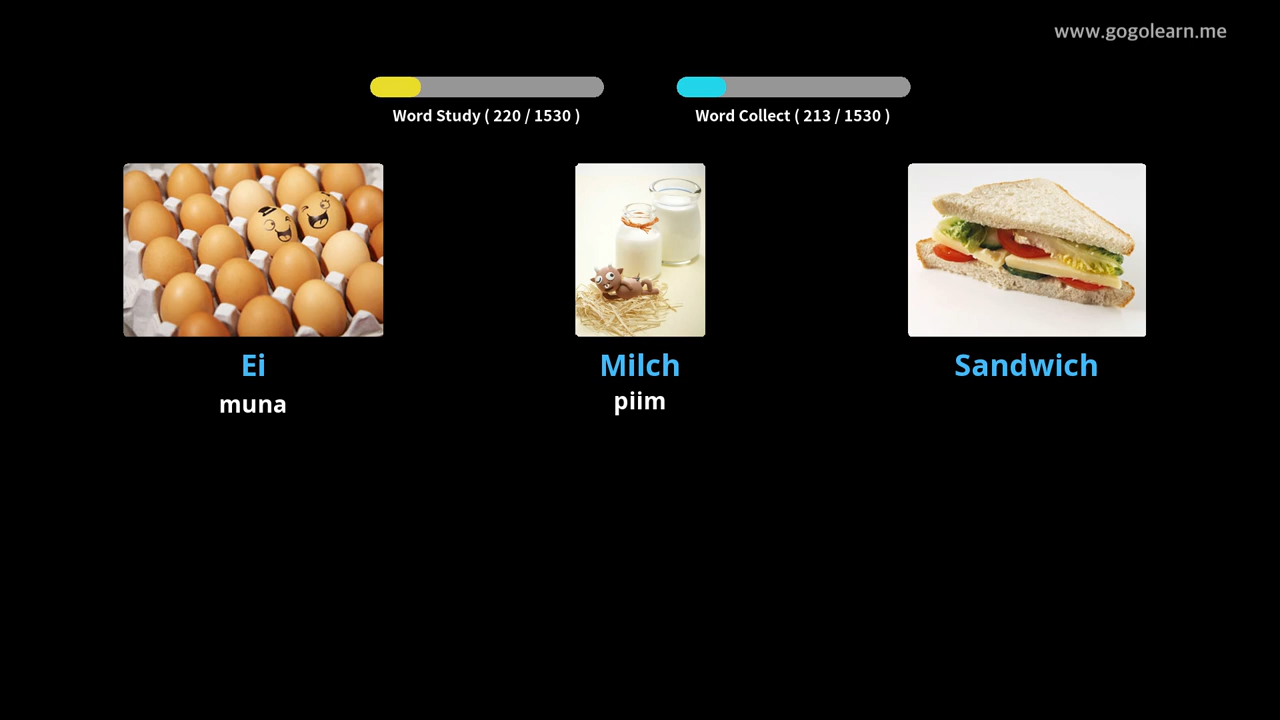 www.gogolearn.me
Word Study ( 220 / 1530 )
Word Collect ( 213 / 1530 )
Ei
muna
Milch
piim
Sandwich